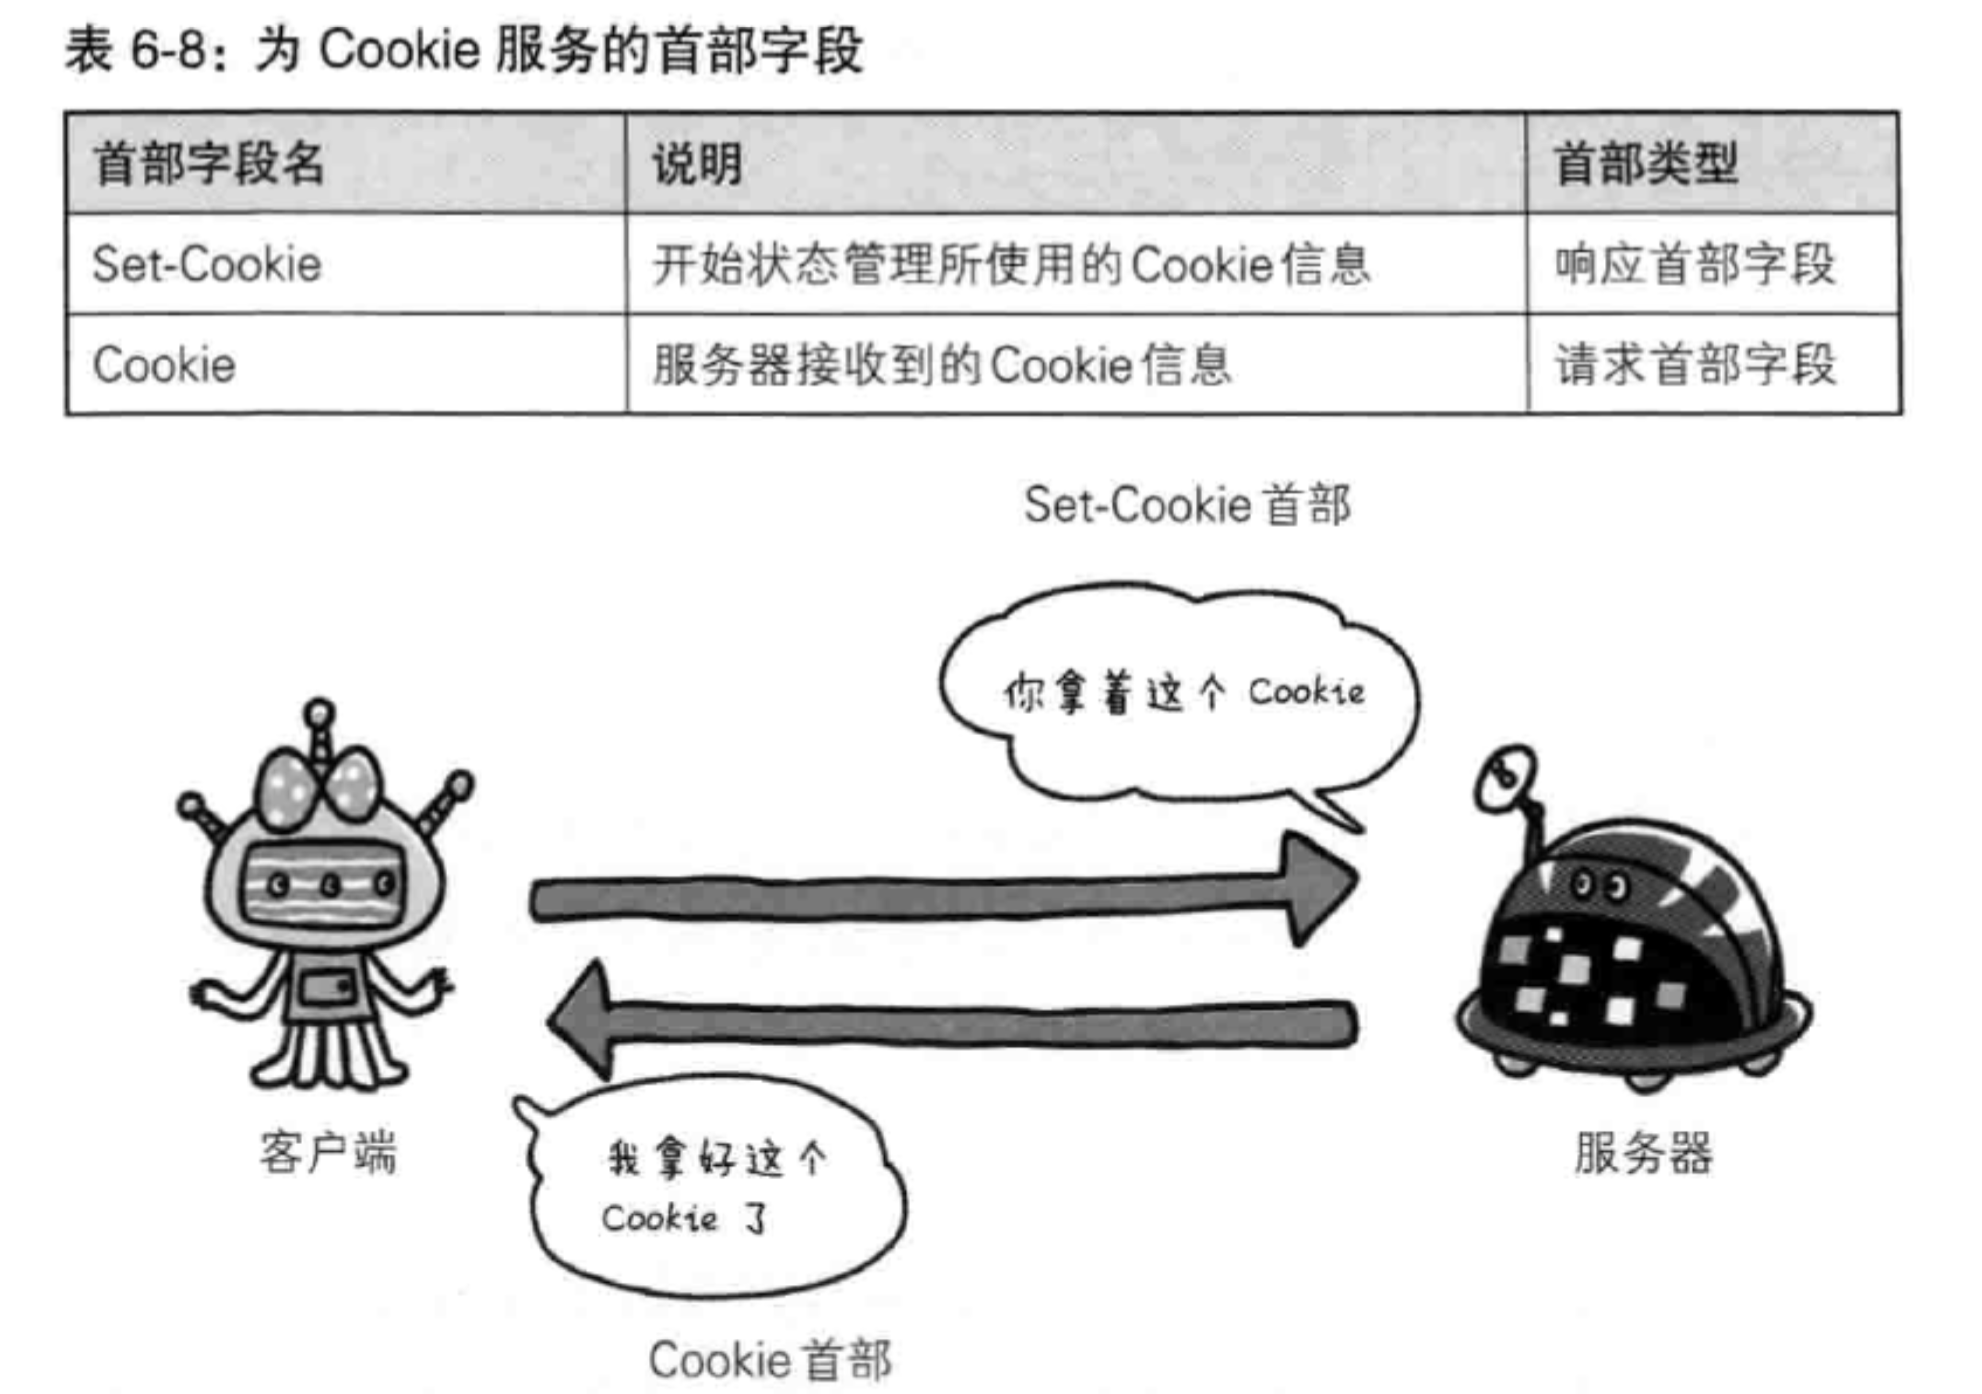 表 6-8：为 Cookie 服务的首部字段
首部字段名 说明 首部类型
Set-Cookie 开始状态管理所使用的Cookie信息 响应首部字段
Cookie 服务器接收到的Cookie信息 请求首部字段
Set-Cookie 首部
你拿着这个 Cookie
客户端
服务器
我拿好这个
Cookie 了
Cookie 首部